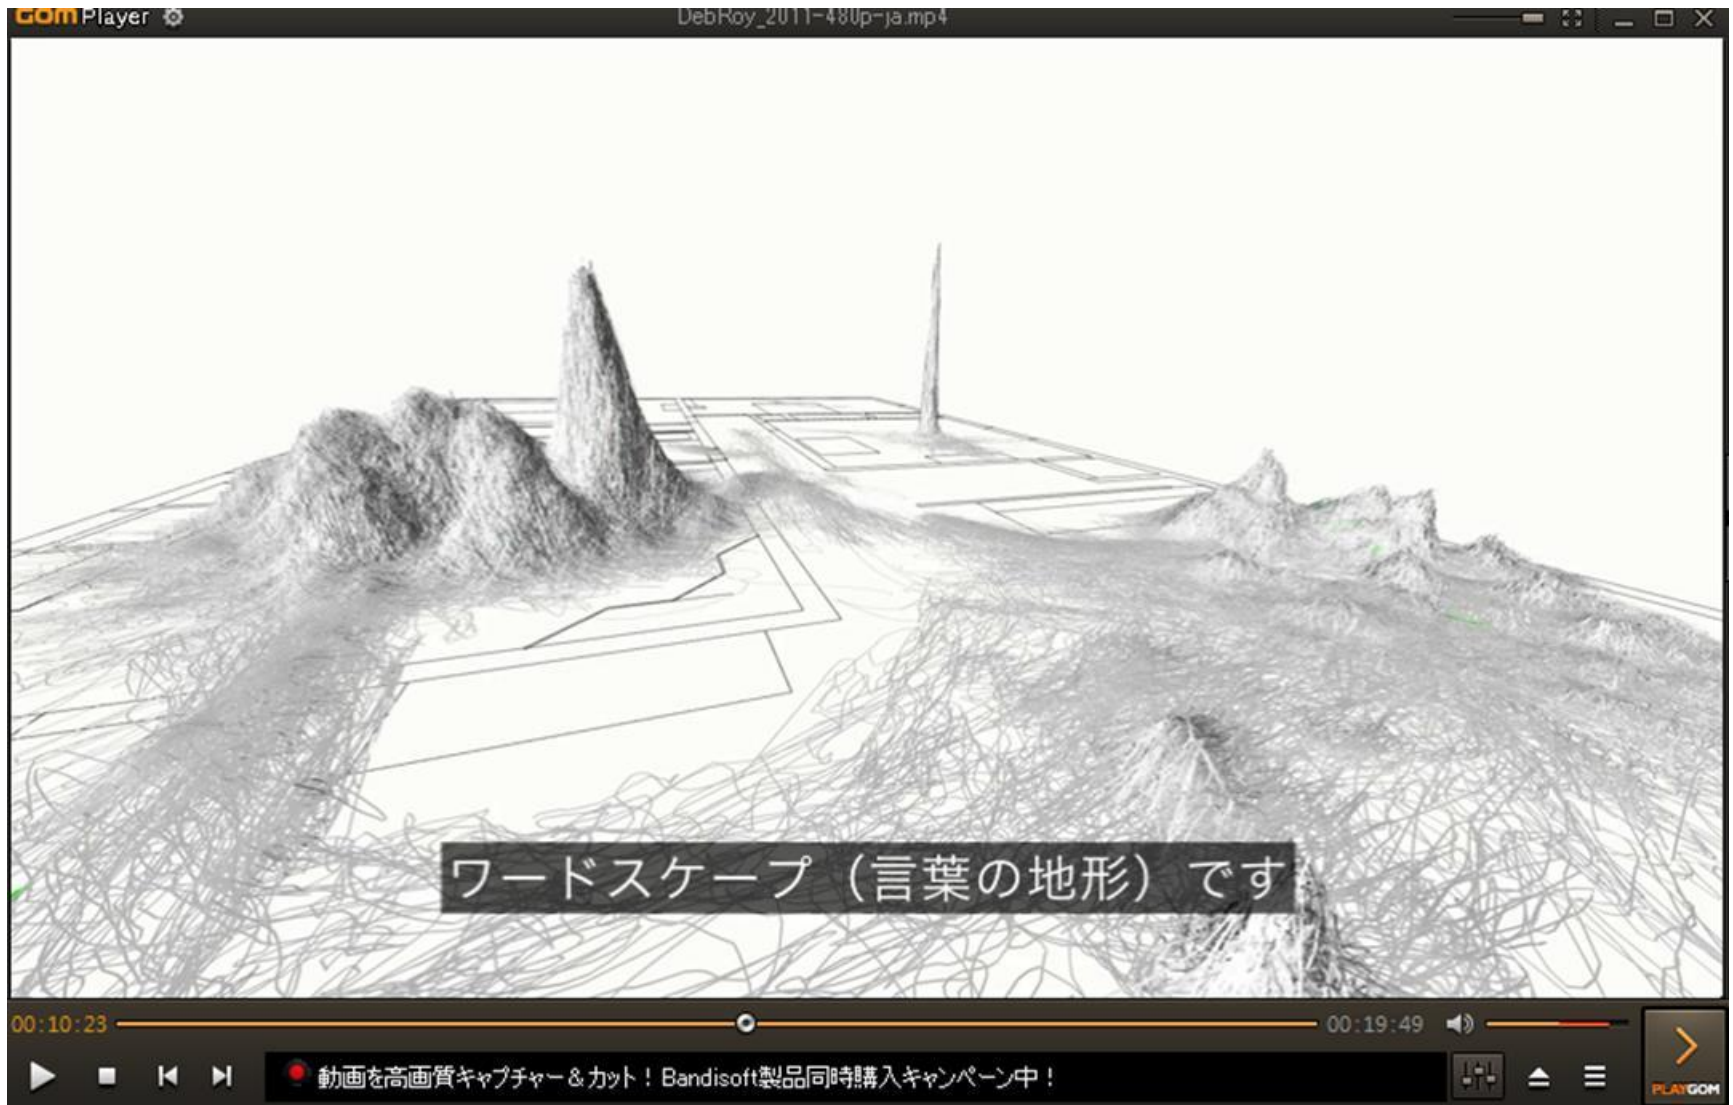 GOM Player
DebRoy_2011-480p-ja.mp4
ワードスケープ（言葉の地形）です
00:10:23
00:19:49
動画を高画質キャプチャー＆カット！Bandisoft製品同時購入キャンペーン中！
PLAYGOM